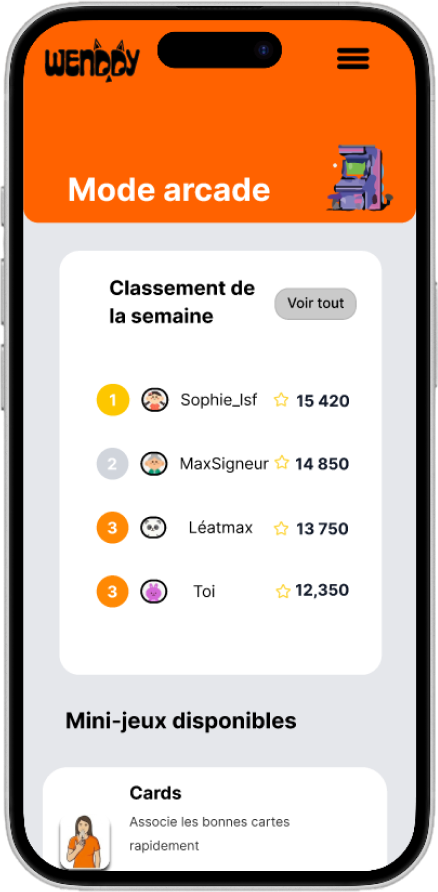 WENDDY
Mode arcade
Classement de
la semaine
Voir tout
1 Sophie_lsf 15 420
2 MaxSigneur 14 850
3 Léatmax 13 750
3 Toi 12,350
Mini-jeux disponibles
Cards
Associe les bonnes cartes
rapidement